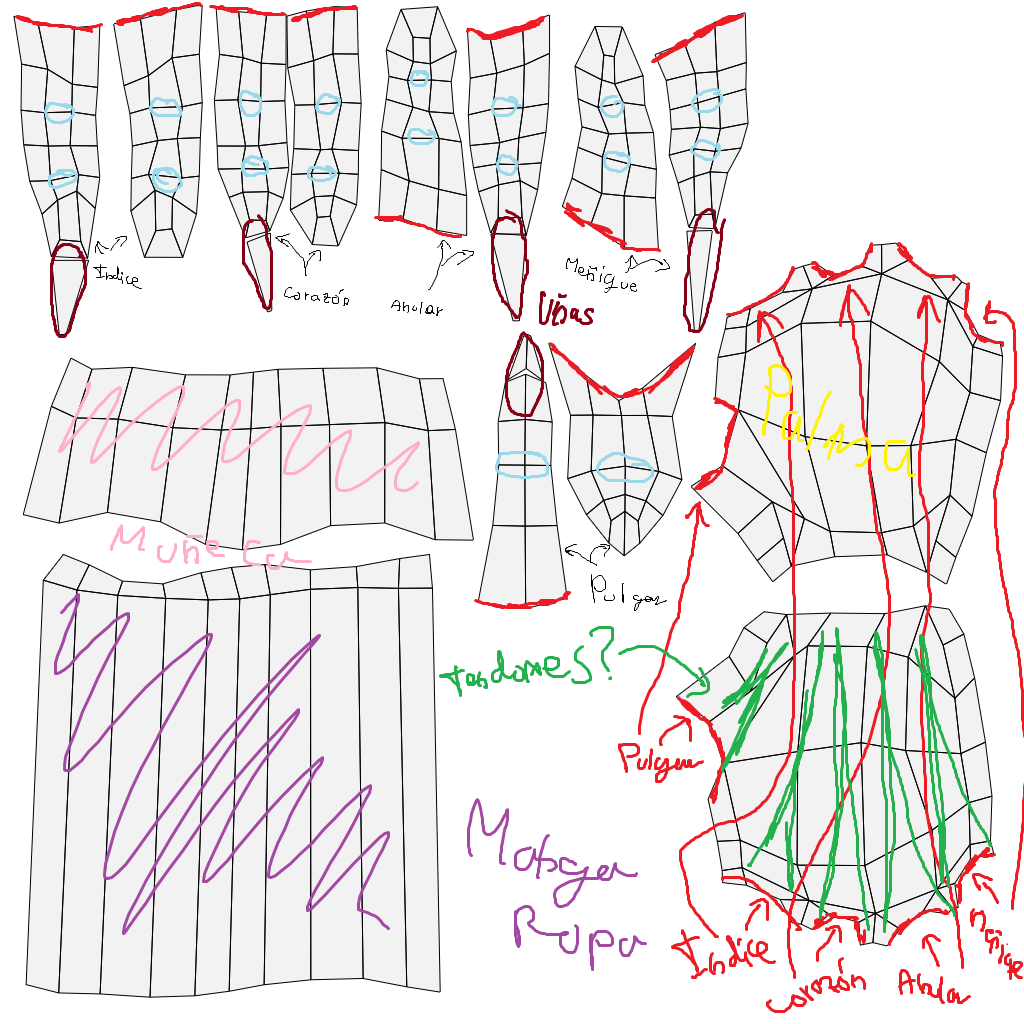 Indice
Corazón
Anular
Uñas
Meñique
Palma
Muñeca
Pulgar
tendones?
Pulgar
Manga
Ropa
Indice
Corazón
Anular
Meñique